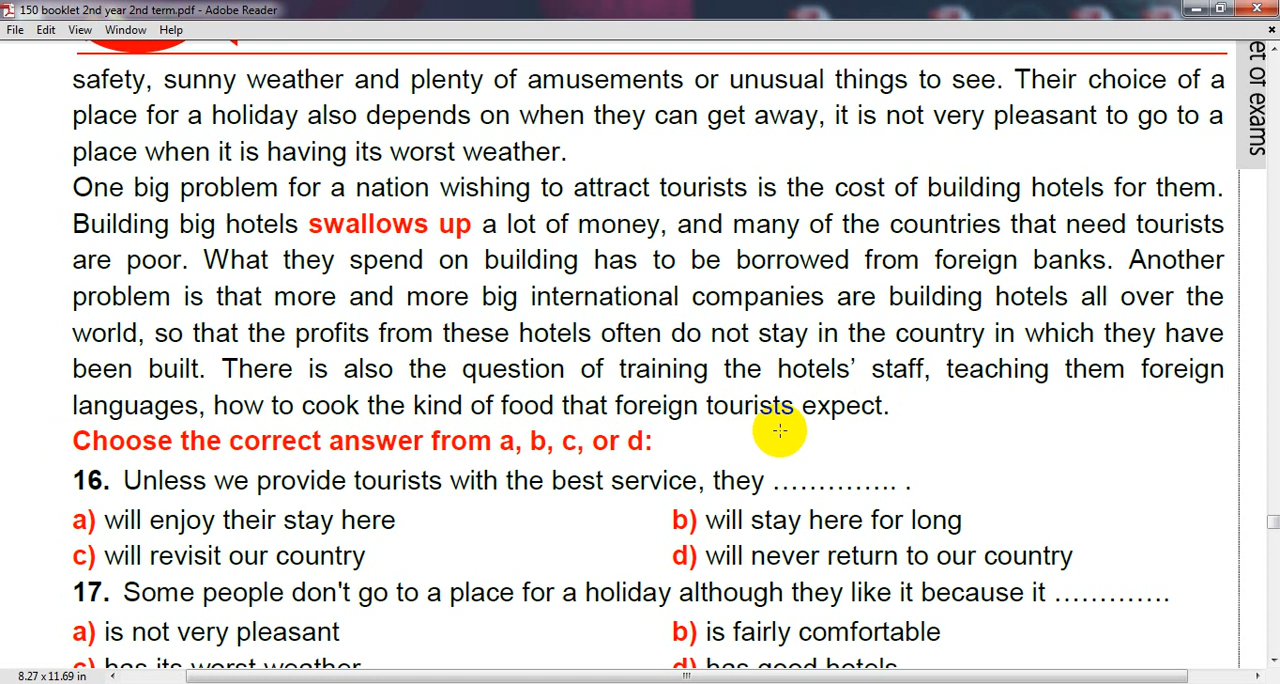 150 booklet 2nd year 2nd term.pdf - Adobe Reader
File Edit View Window Help
et of exams
safety, sunny weather and plenty of amusements or unusual things to see. Their choice of a
place for a holiday also depends on when they can get away, it is not very pleasant to go to a
place when it is having its worst weather.
One big problem for a nation wishing to attract tourists is the cost of building hotels for them.
Building big hotels swallows up a lot of money, and many of the countries that need tourists
are poor. What they spend on building has to be borrowed from foreign banks. Another
problem is that more and more big international companies are building hotels all over the
world, so that the profits from these hotels often do not stay in the country in which they have
been built. There is also the question of training the hotels’ staff, teaching them foreign
languages, how to cook the kind of food that foreign tourists expect.
Choose the correct answer from a, b, c, or d:
16. Unless we provide tourists with the best service, they ………….. .
a) will enjoy their stay here b) will stay here for long
c) will revisit our country d) will never return to our country
17. Some people don't go to a place for a holiday although they like it because it ………….
a) is not very pleasant b) is fairly comfortable
c) has its worst weather d) has good hotels
8.27 x 11.69 in